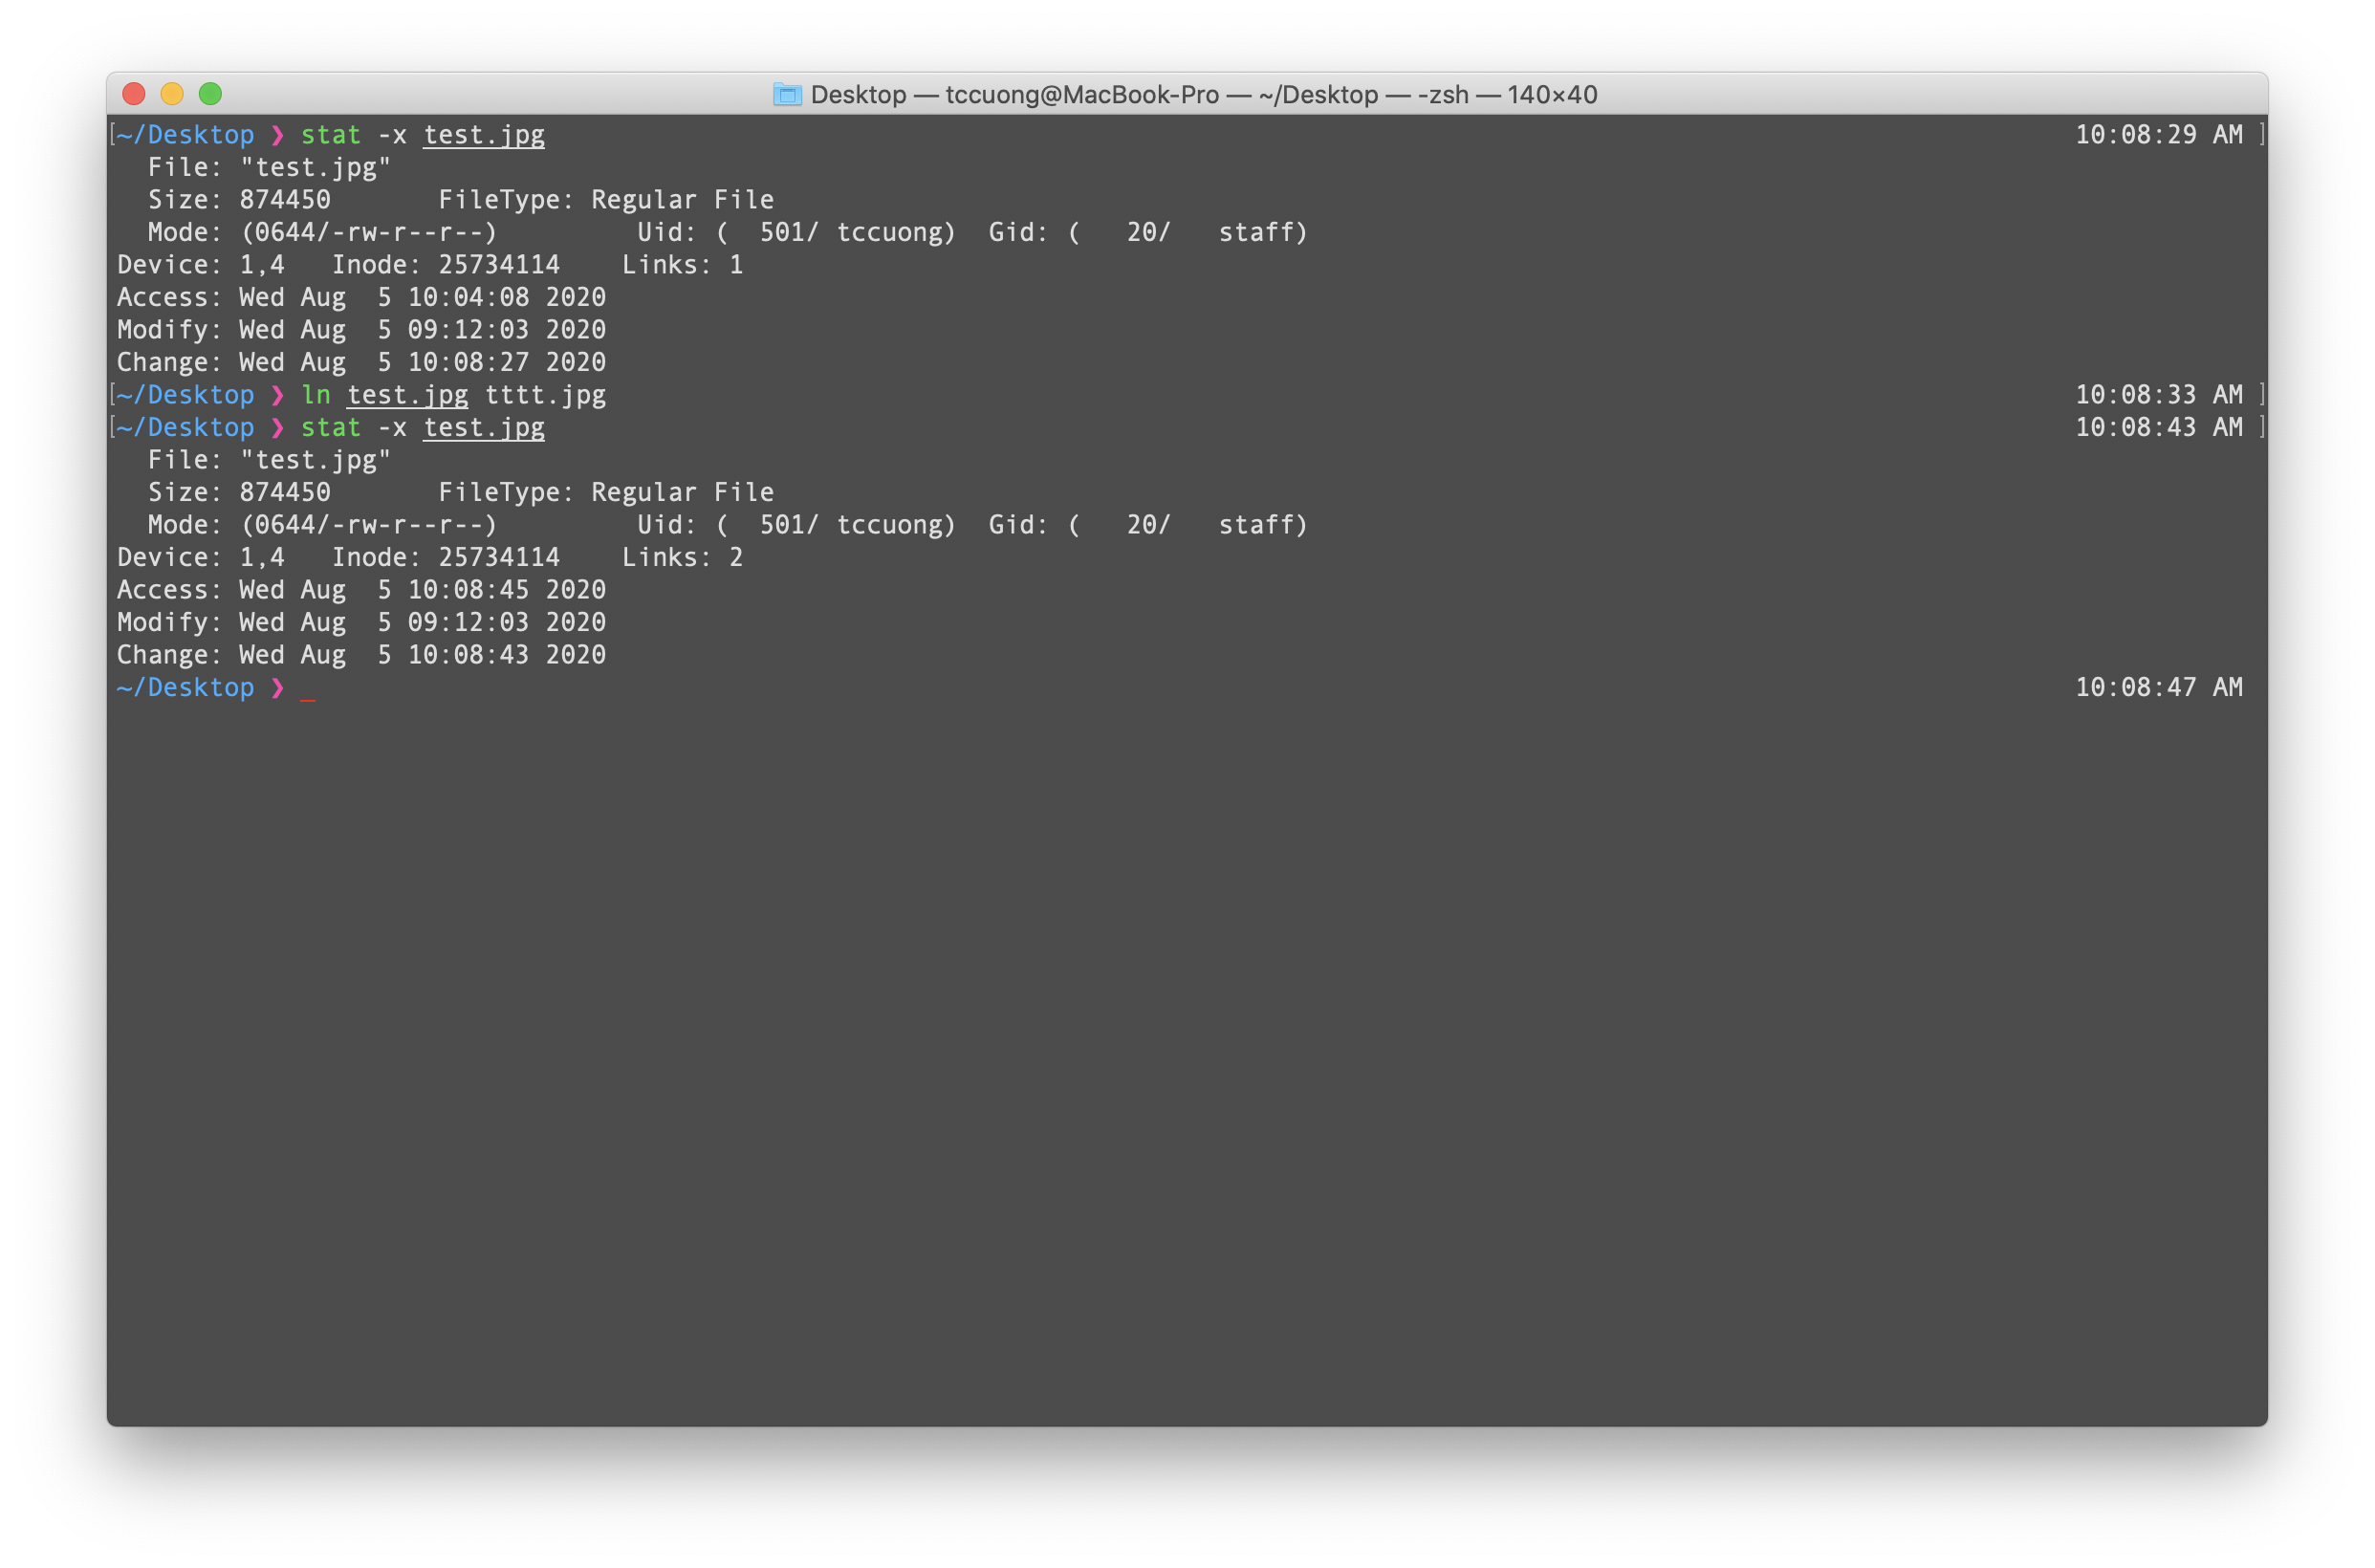 Desktop — tccuong@MacBook-Pro — ~/Desktop — -zsh — 140×40
[~/Desktop ❯ stat -x test.jpg 10:08:29 AM ]
  File: "test.jpg"
  Size: 874450       FileType: Regular File
  Mode: (0644/-rw-r--r--)         Uid: (  501/ tccuong)  Gid: (   20/   staff)
Device: 1,4   Inode: 25734114    Links: 1
Access: Wed Aug  5 10:04:08 2020
Modify: Wed Aug  5 09:12:03 2020
Change: Wed Aug  5 10:08:27 2020
[~/Desktop ❯ ln test.jpg tttt.jpg 10:08:33 AM ]
[~/Desktop ❯ stat -x test.jpg 10:08:43 AM ]
  File: "test.jpg"
  Size: 874450       FileType: Regular File
  Mode: (0644/-rw-r--r--)         Uid: (  501/ tccuong)  Gid: (   20/   staff)
Device: 1,4   Inode: 25734114    Links: 2
Access: Wed Aug  5 10:08:45 2020
Modify: Wed Aug  5 09:12:03 2020
Change: Wed Aug  5 10:08:43 2020
~/Desktop ❯ _ 10:08:47 AM